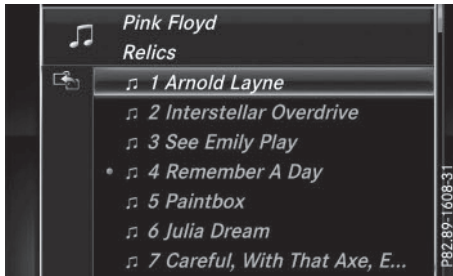 Pink Floyd
Relics
1 Arnold Layne
2 Interstellar Overdrive
3 See Emily Play
4 Remember A Day
5 Paintbox
6 Julia Dream
7 Careful, With That Axe, E...
P82.89-1608-31